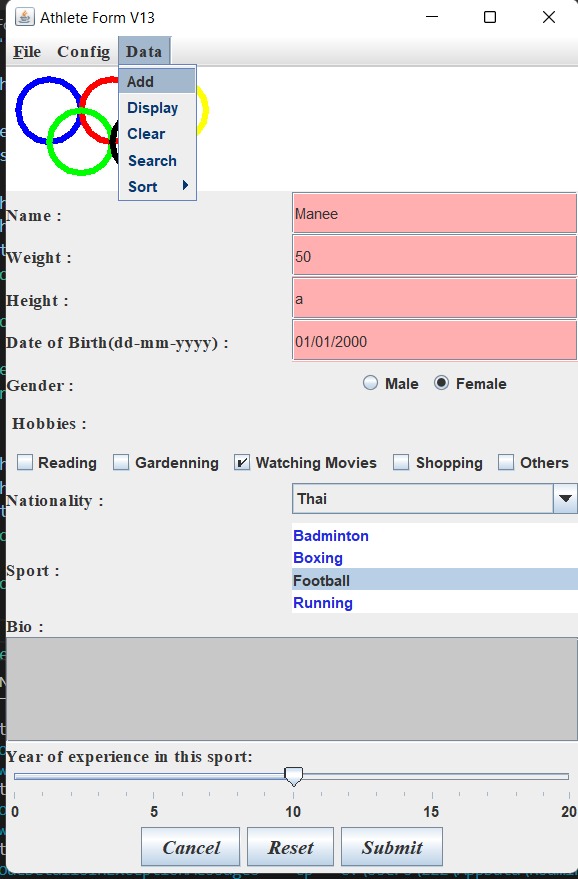 Athlete Form V13
File Config Data
Add
Display
Clear
Search
Sort
Name : Manee
Weight : 50
Height : a
Date of Birth(dd-mm-yyyy) : 01/01/2000
Gender : Male Female
Hobbies :
Reading Gardenning Watching Movies Shopping Others
Nationality : Thai
Badminton
Boxing
Sport :
Football
Running
Bio :
Year of experience in this sport:
0 5 10 15 20
Cancel Reset Submit